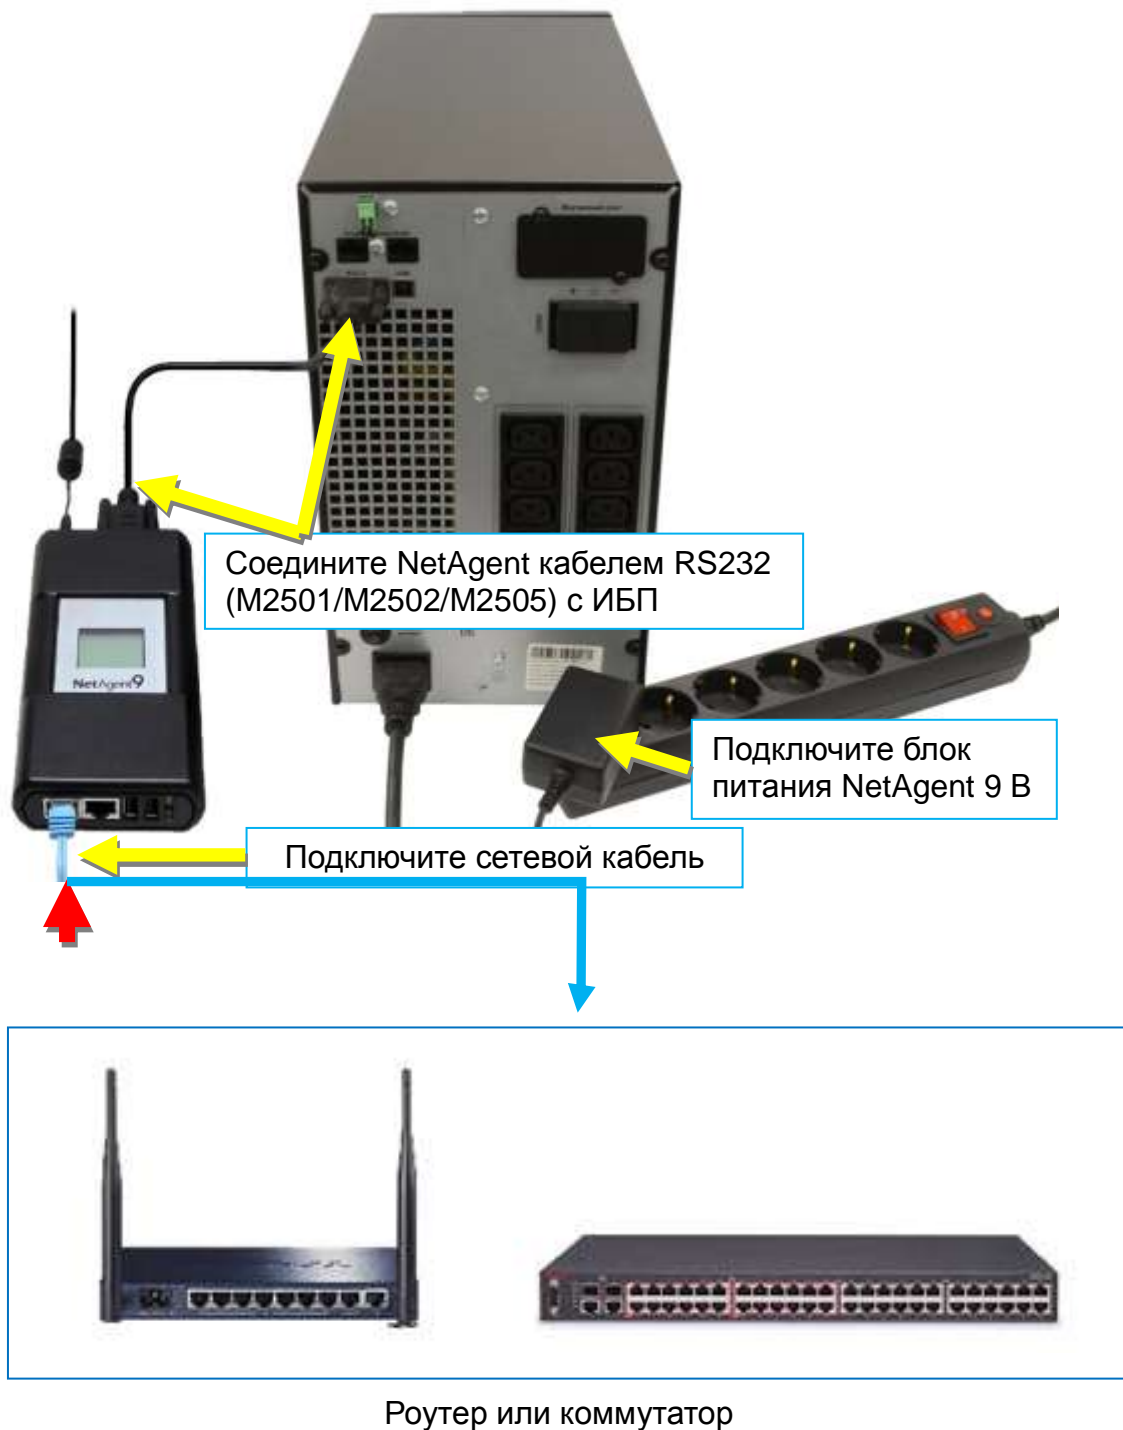 Соедините NetAgent кабелем RS232
(M2501/M2502/M2505) с ИБП
NetAgent9
Подключите блок
питания NetAgent 9 В
Подключите сетевой кабель
Роутер или коммутатор